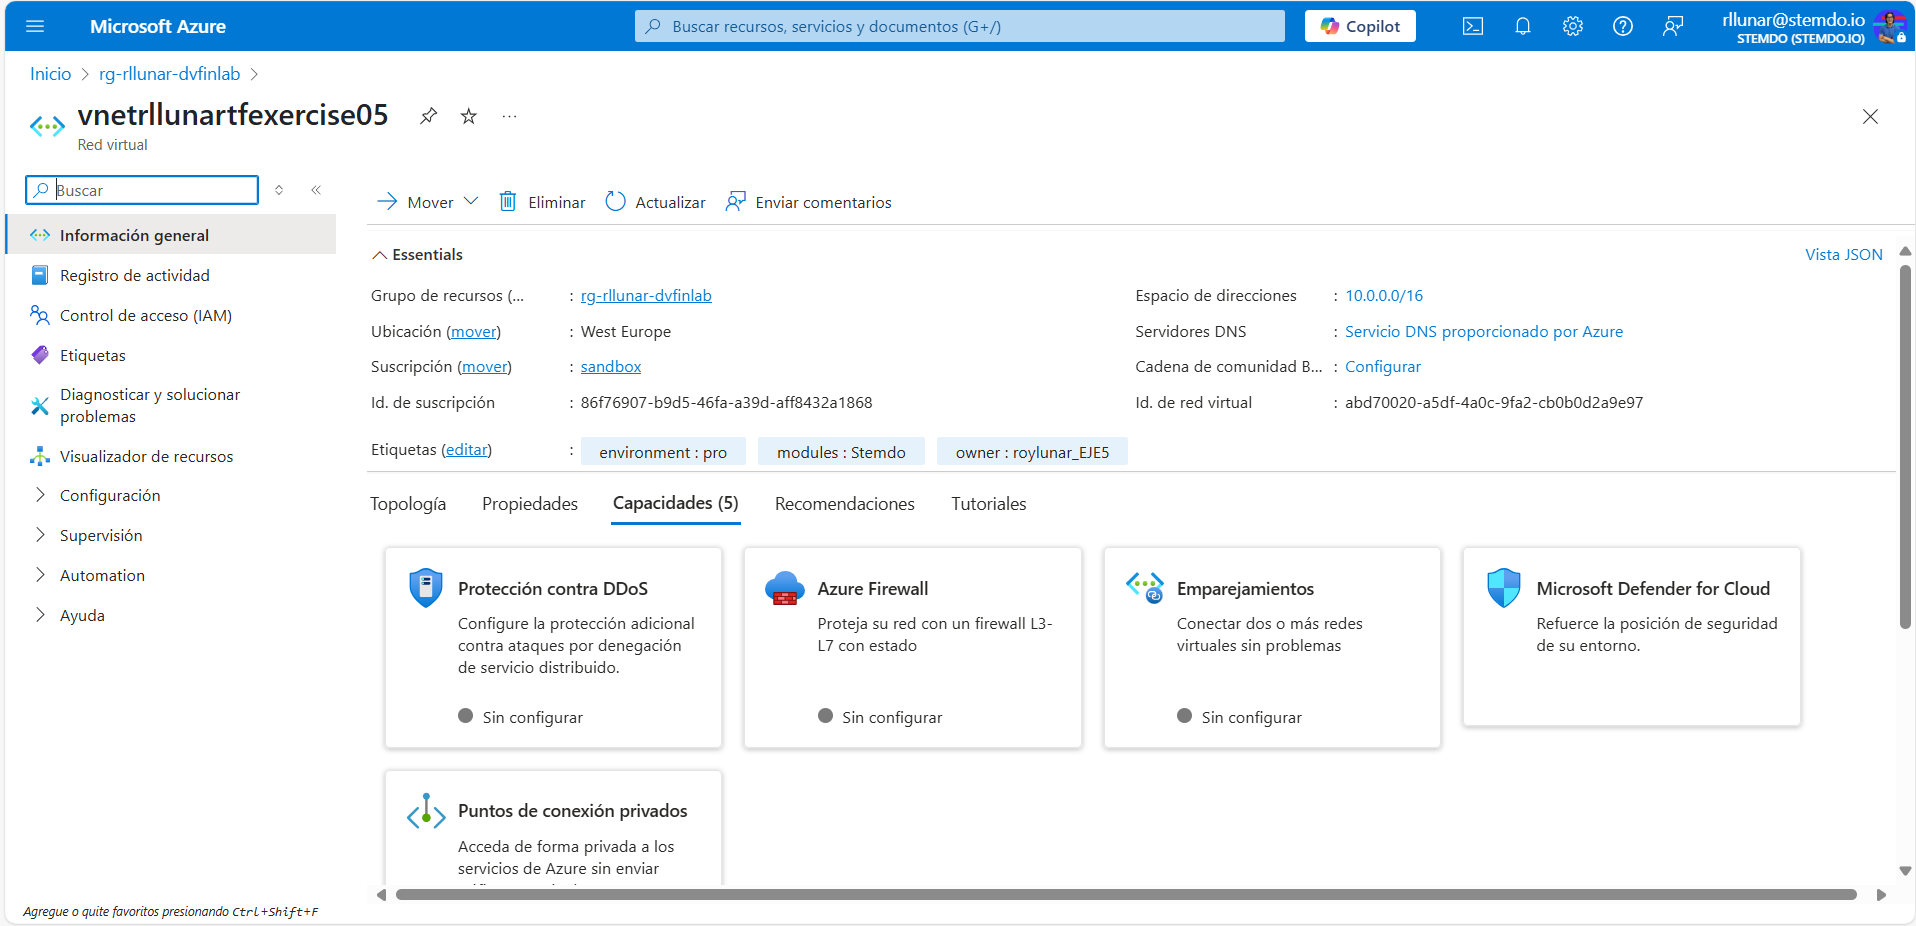 Microsoft Azure
Buscar recursos, servicios y documentos (G+/)
Copilot
rllunar@stemdo.io
STEMDO (STEMDO.IO)
Inicio > rg-rllunar-dvfinlab >
vnetrllunartfexercise05
Red virtual
Buscar
Información general
Registro de actividad
Control de acceso (IAM)
Etiquetas
Diagnosticar y solucionar
problemas
Visualizador de recursos
Configuración
Supervisión
Automation
Ayuda
Agregue o quite favoritos presionando Ctrl+Shift+F
Mover
Eliminar
Actualizar
Enviar comentarios
Essentials
Vista JSON
Grupo de recursos (... : rg-rllunar-dvfinlab
Ubicación (mover) : West Europe
Suscripción (mover) : sandbox
Id. de suscripción : 86f76907-b9d5-46fa-a39d-aff8432a1868
Espacio de direcciones : 10.0.0.0/16
Servidores DNS : Servicio DNS proporcionado por Azure
Cadena de comunidad B... : Configurar
Id. de red virtual : abd70020-a5df-4a0c-9fa2-cb0b0d2a9e97
Etiquetas (editar) : environment : pro modules : Stemdo owner : roylunar_EJE5
Topología
Propiedades
Capacidades (5)
Recomendaciones
Tutoriales
Protección contra DDoS
Configure la protección adicional
contra ataques por denegación
de servicio distribuido.
Sin configurar
Azure Firewall
Proteja su red con un firewall L3-
L7 con estado
Sin configurar
Emparejamientos
Conectar dos o más redes
virtuales sin problemas
Sin configurar
Microsoft Defender for Cloud
Refuerce la posición de seguridad
de su entorno.
Puntos de conexión privados
Acceda de forma privada a los
servicios de Azure sin enviar